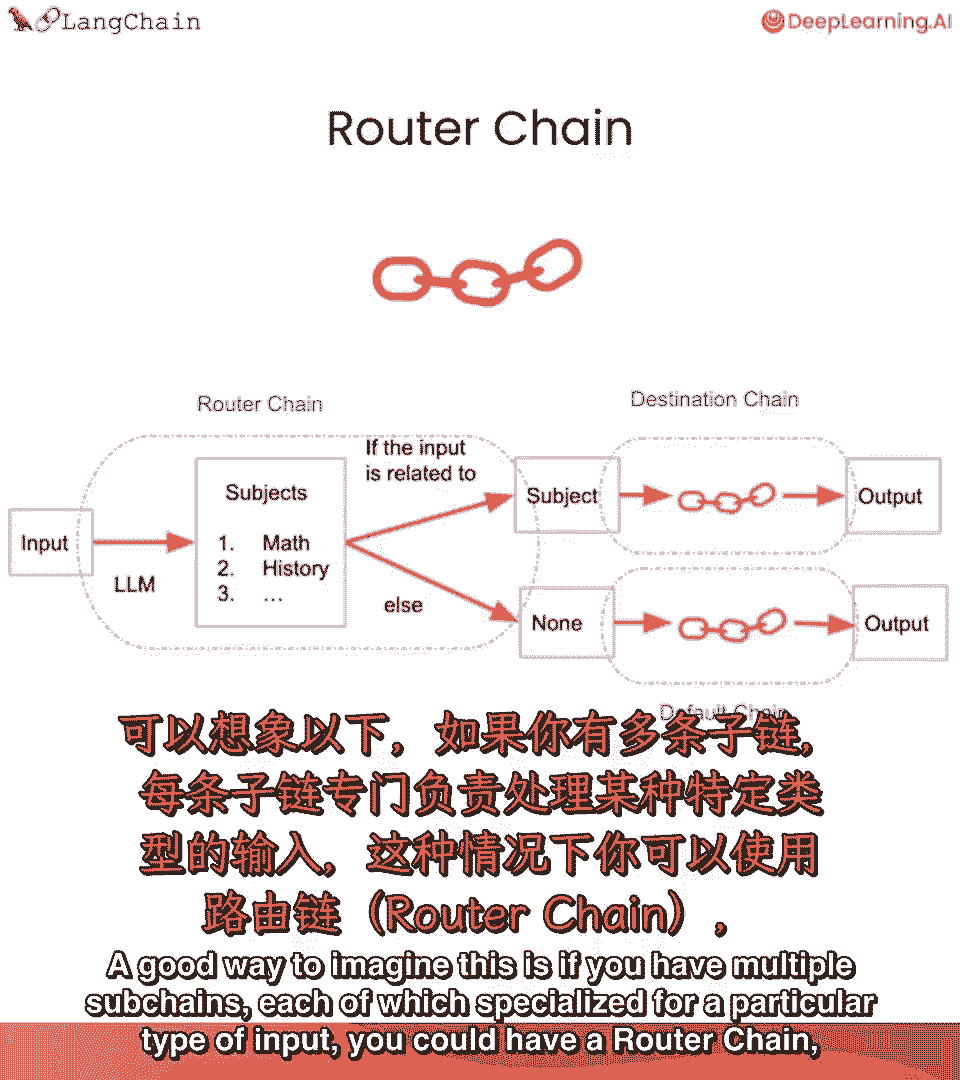 LangChain
DeepLearning.AI
Router Chain
Router Chain
Destination Chain
If the input
is related to
Subjects
1. Math
2. History
3. ...
Input
LLM
else
Subject
Output
None
Output
Default Chain
可以想象以下，如果你有多条子链，
每条子链专门负责处理某种特定类
型的输入，这种情况下你可以使用
路由链（Router Chain），
A good way to imagine this is if you have multiple
subchains, each of which specialized for a particular
type of input, you could have a Router Chain,